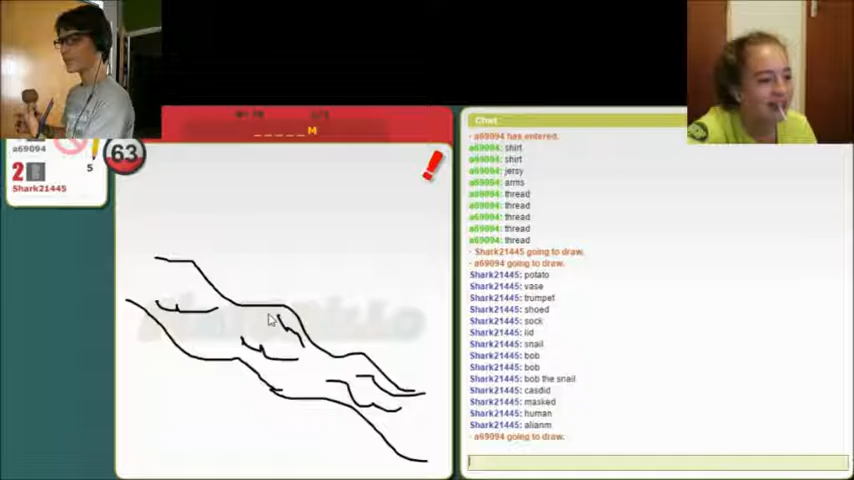 _ _ _ _ _ M
a69094
63
5
2
Shark21445
!
Chat
· a69094 has entered.
a69094: shirt
a69094: shirt
a69094: jersy
a69094: arms
a69094: thread
a69094: thread
a69094: thread
a69094: thread
a69094: thread
· Shark21445 going to draw.
· a69094 going to draw.
Shark21445: potato
Shark21445: vase
Shark21445: trumpet
Shark21445: shoed
Shark21445: sock
Shark21445: lid
Shark21445: snail
Shark21445: bob
Shark21445: bob
Shark21445: bob the snail
Shark21445: casdid
Shark21445: masked
Shark21445: human
Shark21445: alianm
· a69094 going to draw.